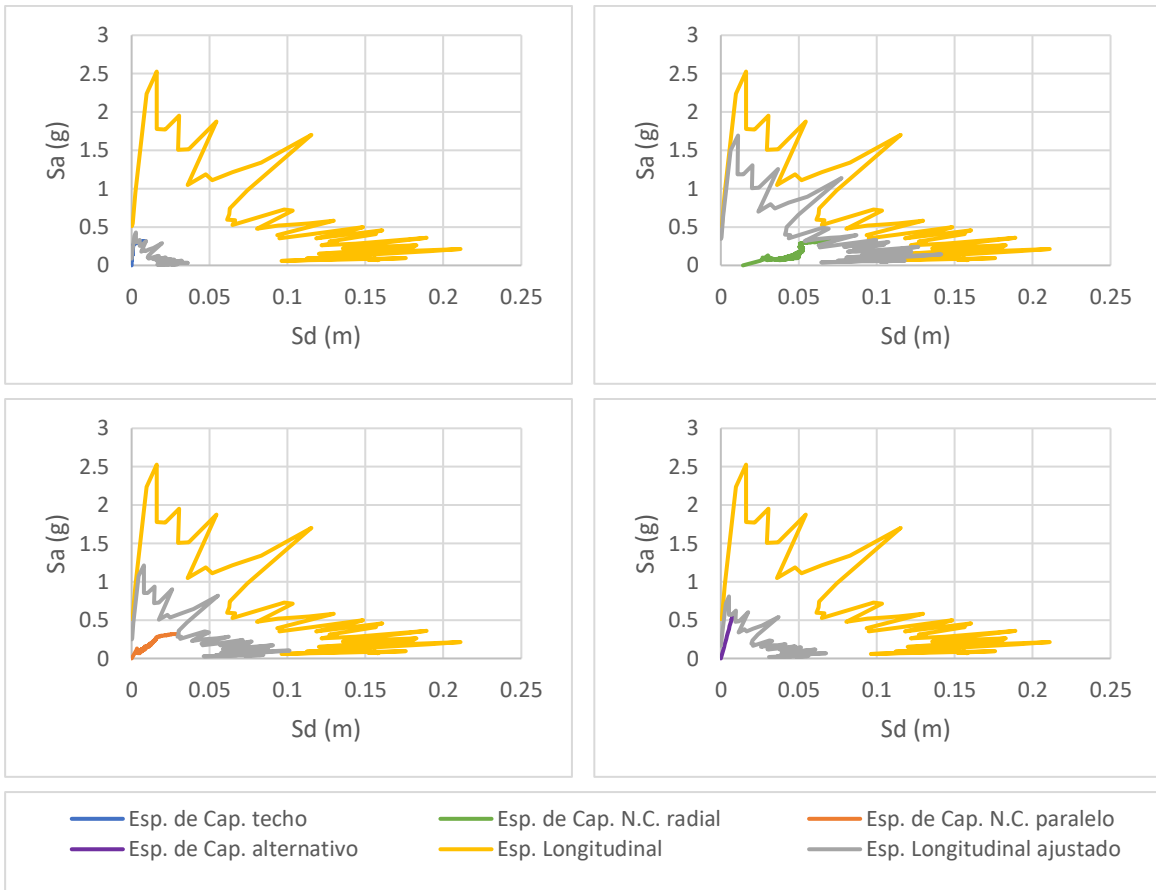 3
2.5
2
1.5
1
0.5
0
Sa (g)
0 0.05 0.1 0.15 0.2 0.25
Sd (m)
3
2.5
2
1.5
1
0.5
0
Sa (g)
0 0.05 0.1 0.15 0.2 0.25
Sd (m)
3
2.5
2
1.5
1
0.5
0
Sa (g)
0 0.05 0.1 0.15 0.2 0.25
Sd (m)
3
2.5
2
1.5
1
0.5
0
Sa (g)
0 0.05 0.1 0.15 0.2 0.25
Sd (m)
Esp. de Cap. techo Esp. de Cap. N.C. radial Esp. de Cap. N.C. paralelo
Esp. de Cap. alternativo Esp. Longitudinal Esp. Longitudinal ajustado